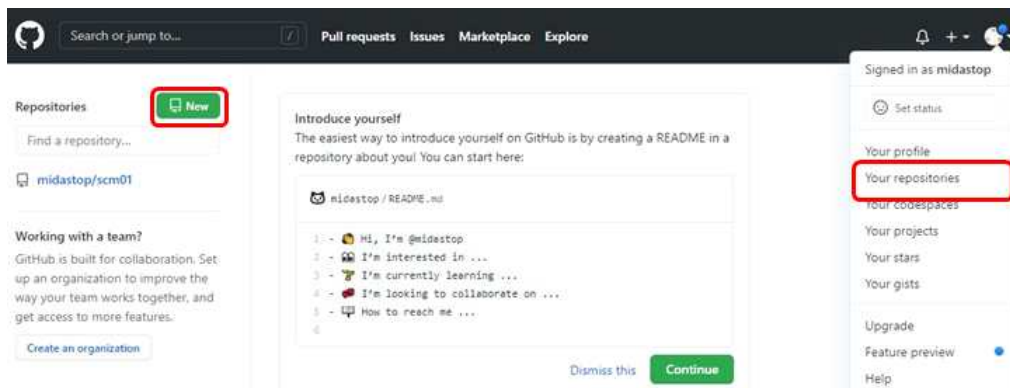 Search or jump to...
/
Pull requests Issues Marketplace Explore
Repositories
New
Find a repository...
midastop/scm01
Working with a team?
GitHub is built for collaboration. Set
up an organization to improve the
way your team works together, and
get access to more features.
Create an organization
Introduce yourself
The easiest way to introduce yourself on GitHub is by creating a README in a
repository about you! You can start here:
midastop / README.md
1 - 👋 Hi, I'm @midastop
2 - 👀 I'm interested in ...
3 - 🌱 I'm currently learning ...
4 - 💞️ I'm looking to collaborate on ...
5 - 📫 How to reach me ...
6
Dismiss this
Continue
Signed in as midastop
Set status
Your profile
Your repositories
Your codespaces
Your projects
Your stars
Your gists
Upgrade
Feature preview
Help